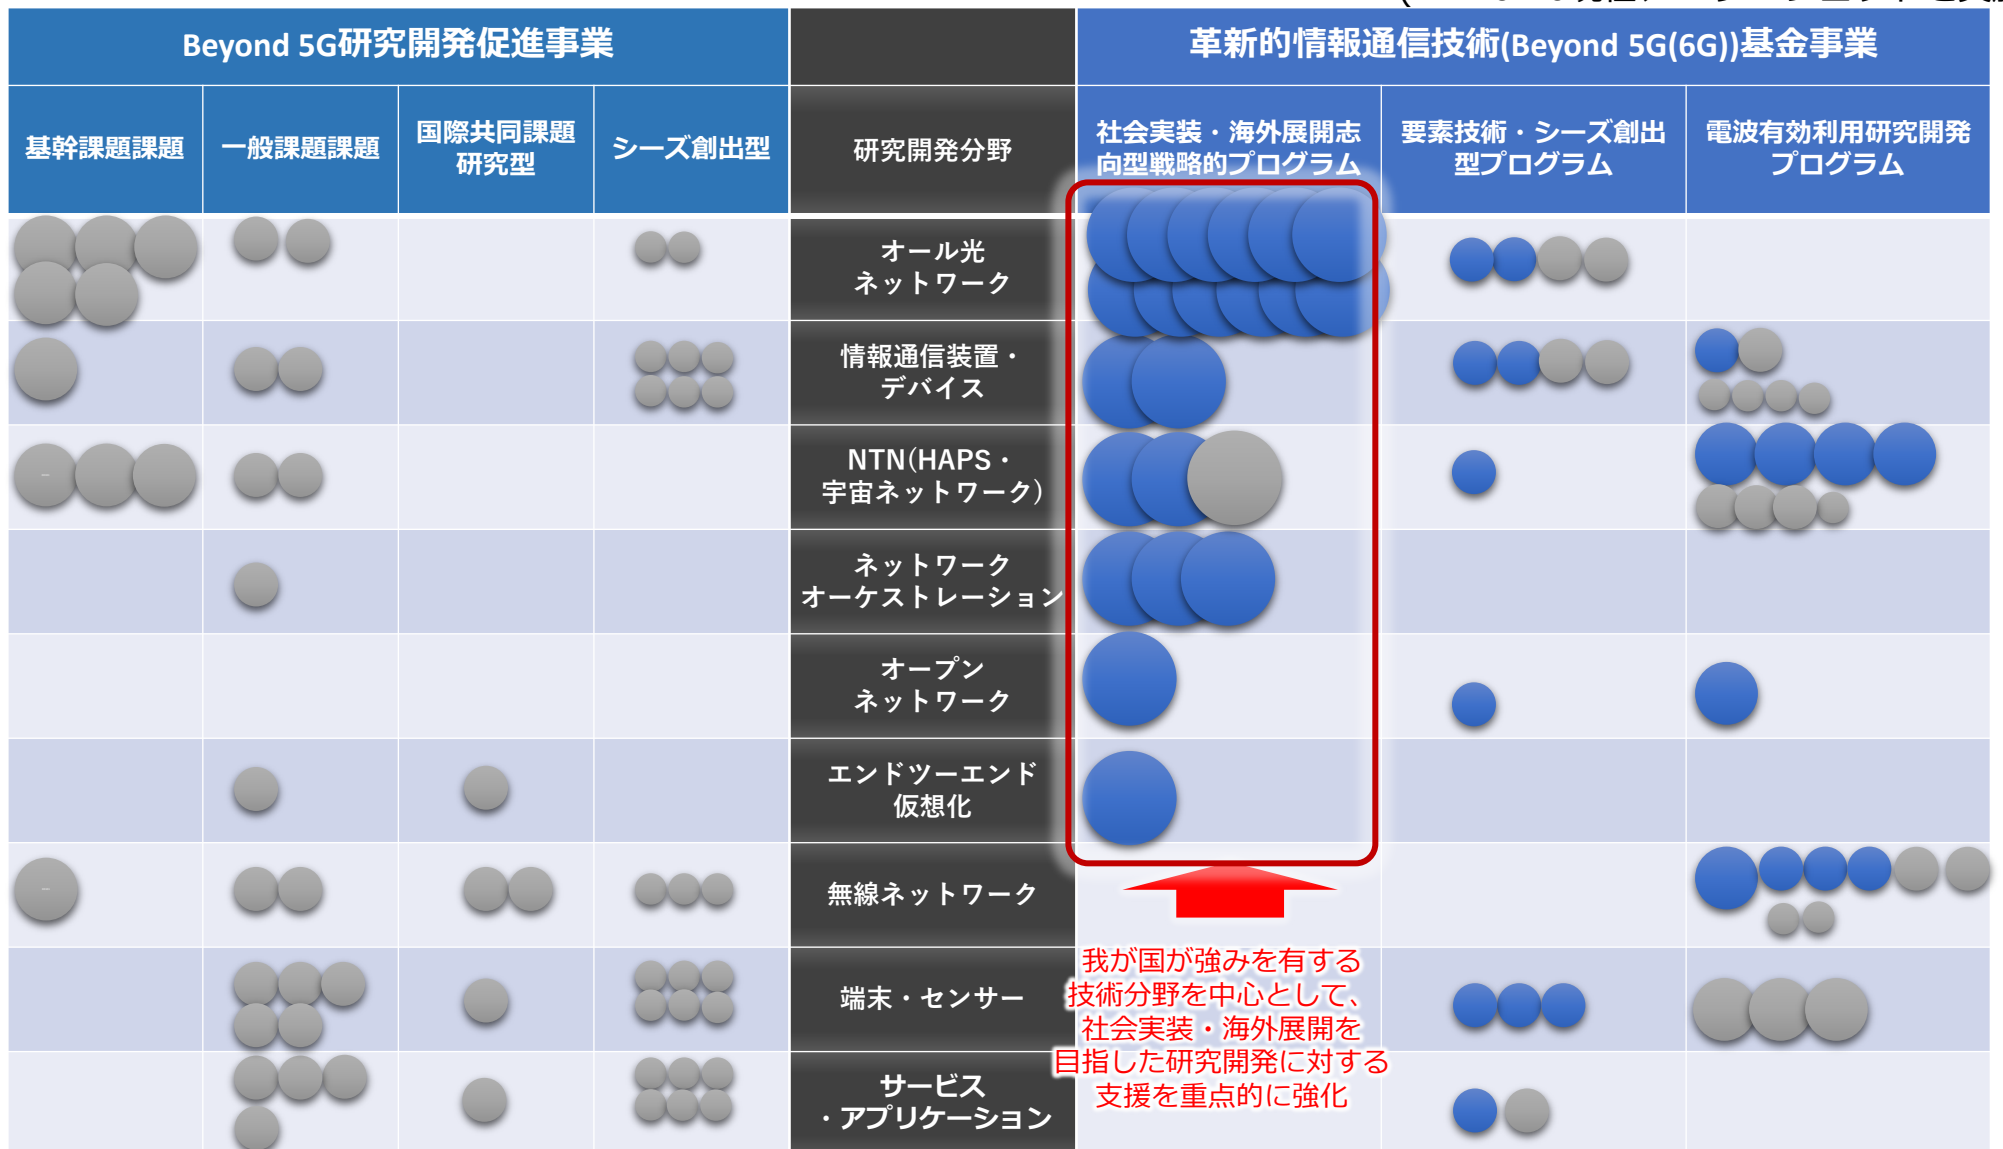 Beyond 5G研究開発促進事業
革新的情報通信技術(Beyond 5G(6G))基金事業
基幹課題課題
一般課題課題
国際共同課題
研究型
シーズ創出型
研究開発分野
社会実装・海外展開志
向型戦略的プログラム
要素技術・シーズ創出
型プログラム
電波有効利用研究開発
プログラム
オール光
ネットワーク
情報通信装置・
デバイス
NTN(HAPS・
宇宙ネットワーク)
ネットワーク
オーケストレーション
オープン
ネットワーク
エンドツーエンド
仮想化
無線ネットワーク
端末・センサー
サービス
・アプリケーション
我が国が強みを有する
技術分野を中心として、
社会実装・海外展開を
目指した研究開発に対する
支援を重点的に強化